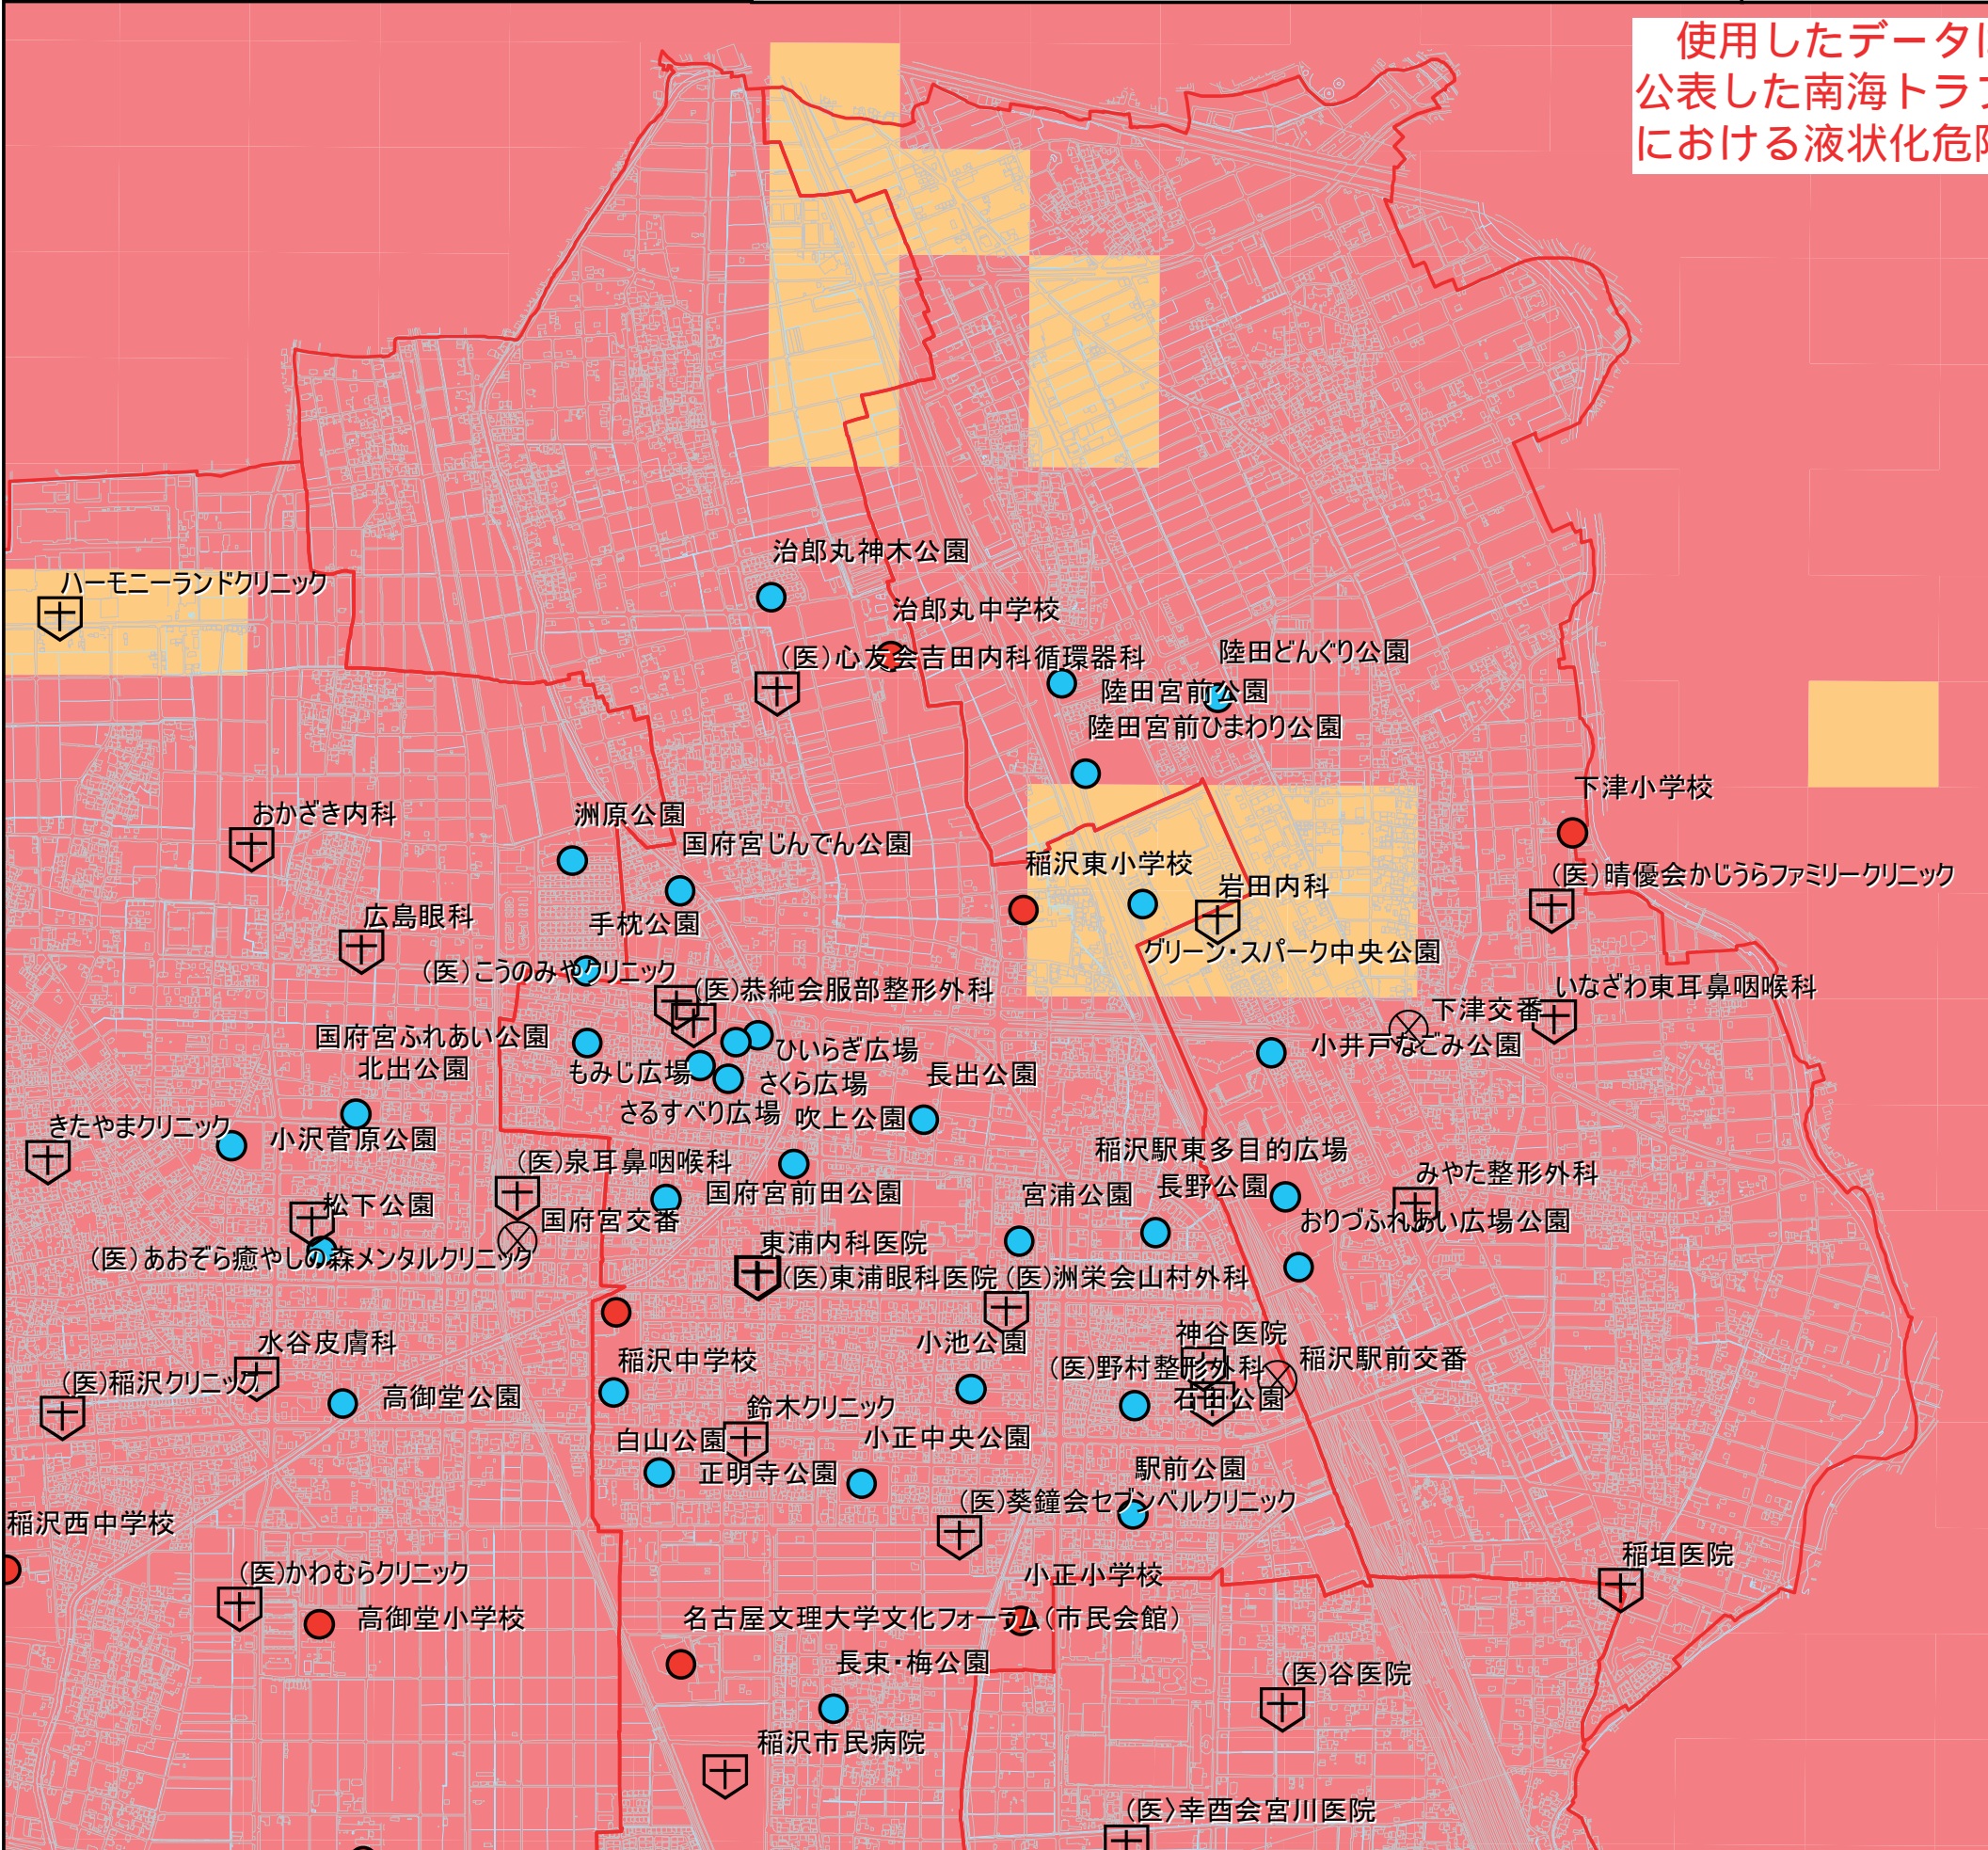 使用したデータは
公表した南海トラフ
における液状化危険
治郎丸神木公園
ハーモニーランドクリニック
治郎丸中学校
(医)心友会吉田内科循環器科
陸田どんぐり公園
陸田宮前公園
陸田宮前ひまわり公園
下津小学校
おかざき内科
洲原公園
国府宮じんてん公園
稲沢東小学校
岩田内科
(医)晴優会かじうらファミリークリニック
広島眼科
手枕公園
グリーン・スパーク中央公園
(医)こうのみやクリニック
(医)恭純会服部整形外科
いなざわ東耳鼻咽喉科
下津交番
国府宮ふれあい公園
ひいらぎ広場
小井戸なごみ公園
北出公園
もみじ広場
さくら広場
長出公園
さるすべり広場
吹上公園
きたやまクリニック
小沢菅原公園
稲沢駅東多目的広場
(医)泉耳鼻咽喉科
みやた整形外科
国府宮前田公園
宮浦公園
長野公園
松下公園
国府宮交番
おりづふれあい広場公園
東浦内科医院
(医)あおぞら癒やしの森メンタルクリニック
(医)東浦眼科医院
(医)洲栄会山村外科
水谷皮膚科
小池公園
神谷医院
稲沢中学校
(医)野村整形外科
稲沢駅前交番
(医)稲沢クリニック
高御堂公園
鈴木クリニック
石田公園
白山公園
小正中央公園
正明寺公園
駅前公園
(医)葵鐘会セブンベルクリニック
稲沢西中学校
稲垣医院
(医)かわむらクリニック
小正小学校
高御堂小学校
名古屋文理大学文化フォーラム(市民会館)
長束・梅公園
(医)谷医院
稲沢市民病院
(医)幸酉会宮川医院